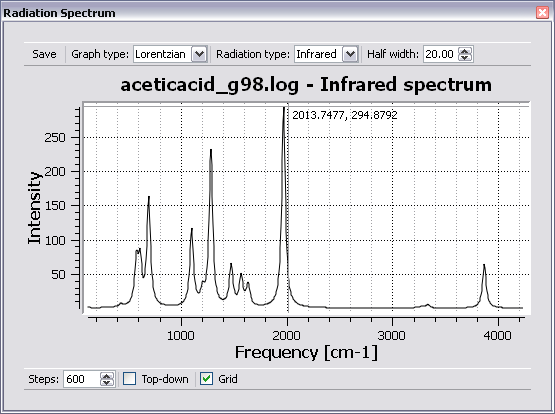 Radiation Spectrum
Save Graph type: Lorentzian Radiation type: Infrared Half width: 20.00
aceticacid_g98.log - Infrared spectrum
2013.7477, 294.8792
250
200
150
100
50
Intensity
1000 2000 3000 4000
Frequency [cm-1]
Steps: 600 Top-down Grid